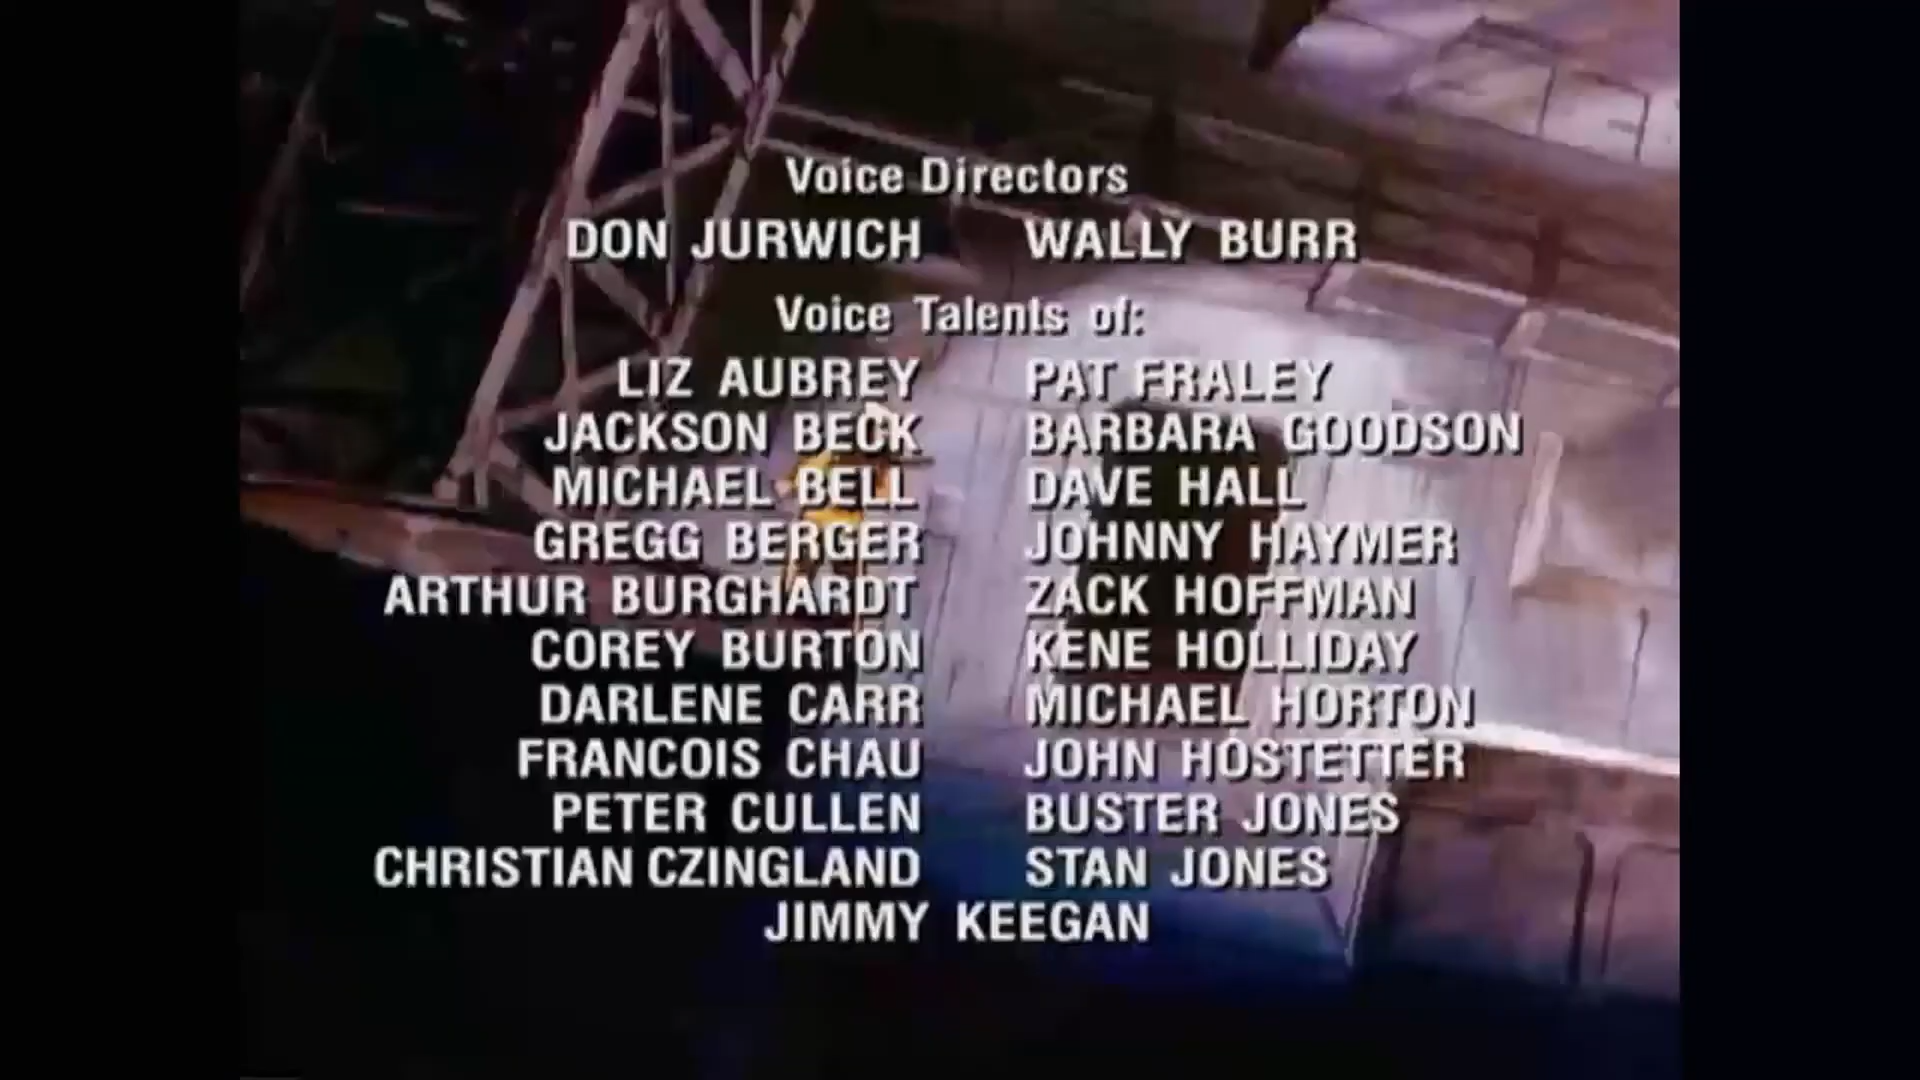 Voice Directors
DON JURWICH WALLY BURR
Voice Talents of:
LIZ AUBREY PAT FRALEY
JACKSON BECK BARBARA GOODSON
MICHAEL BELL DAVE HALL
GREGG BERGER JOHNNY HAYMER
ARTHUR BURGHARDT ZACK HOFFMAN
COREY BURTON KENE HOLLIDAY
DARLENE CARR MICHAEL HORTON
FRANCOIS CHAU JOHN HOSTETTER
PETER CULLEN BUSTER JONES
CHRISTIAN CZINGLAND STAN JONES
JIMMY KEEGAN